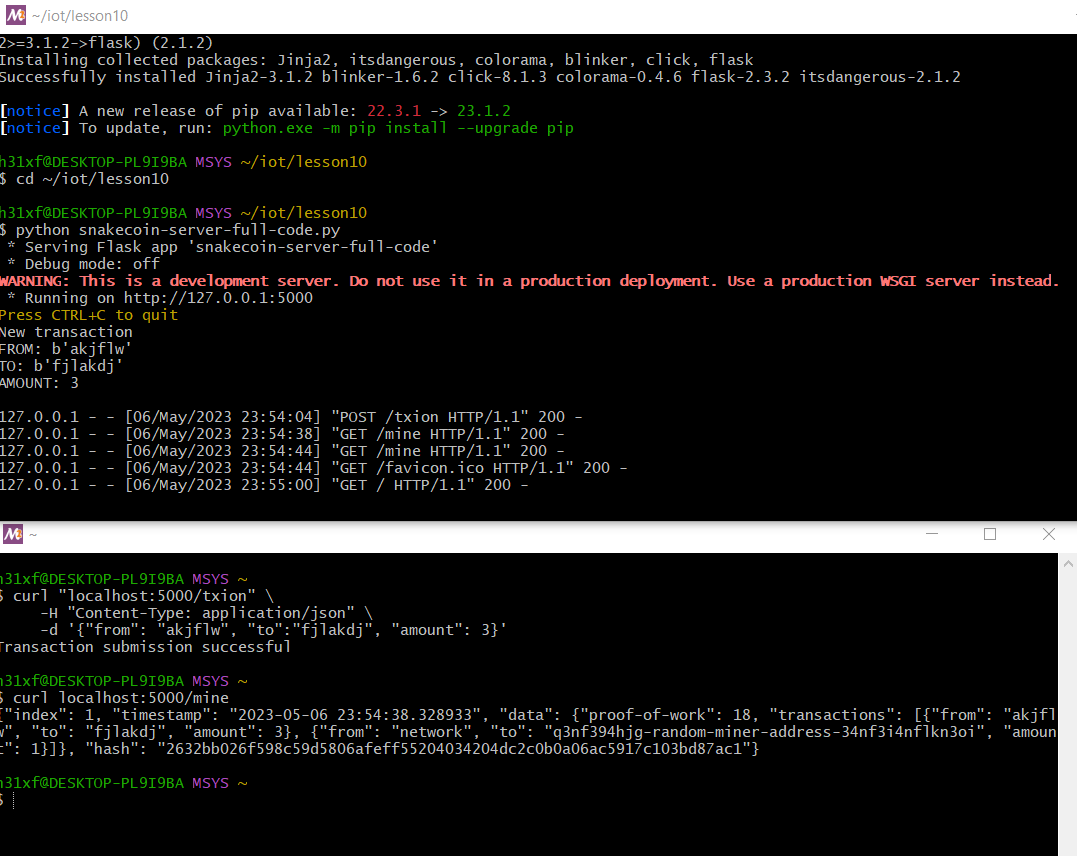 ~/iot/lesson10
2>=3.1.2->flask) (2.1.2)
Installing collected packages: Jinja2, itsdangerous, colorama, blinker, click, flask
Successfully installed Jinja2-3.1.2 blinker-1.6.2 click-8.1.3 colorama-0.4.6 flask-2.3.2 itsdangerous-2.1.2
[notice] A new release of pip available: 22.3.1 -> 23.1.2
[notice] To update, run: python.exe -m pip install --upgrade pip
h31xf@DESKTOP-PL9I9BA MSYS ~/iot/lesson10
$ cd ~/iot/lesson10
h31xf@DESKTOP-PL9I9BA MSYS ~/iot/lesson10
$ python snakecoin-server-full-code.py
* Serving Flask app 'snakecoin-server-full-code'
* Debug mode: off
WARNING: This is a development server. Do not use it in a production deployment. Use a production WSGI server instead.
* Running on http://127.0.0.1:5000
Press CTRL+C to quit
New transaction
FROM: b'akjflw'
TO: b'fjlakdj'
AMOUNT: 3
127.0.0.1 - - [06/May/2023 23:54:04] "POST /txion HTTP/1.1" 200 -
127.0.0.1 - - [06/May/2023 23:54:38] "GET /mine HTTP/1.1" 200 -
127.0.0.1 - - [06/May/2023 23:54:44] "GET /mine HTTP/1.1" 200 -
127.0.0.1 - - [06/May/2023 23:54:44] "GET /favicon.ico HTTP/1.1" 200 -
127.0.0.1 - - [06/May/2023 23:55:00] "GET / HTTP/1.1" 200 -
~
h31xf@DESKTOP-PL9I9BA MSYS ~
$ curl "localhost:5000/txion" \
-H "Content-Type: application/json" \
-d '{"from": "akjflw", "to":"fjlakdj", "amount": 3}'
Transaction submission successful
h31xf@DESKTOP-PL9I9BA MSYS ~
$ curl localhost:5000/mine
{"index": 1, "timestamp": "2023-05-06 23:54:38.328933", "data": {"proof-of-work": 18, "transactions": [{"from": "akjfl
w", "to": "fjlakdj", "amount": 3}, {"from": "network", "to": "q3nf394hjg-random-miner-address-34nf3i4nflkn3oi", "amoun
t": 1}]}, "hash": "2632bb026f598c59d5806afeff55204034204dc2c0b0a06ac5917c103bd87ac1"}
h31xf@DESKTOP-PL9I9BA MSYS ~
$